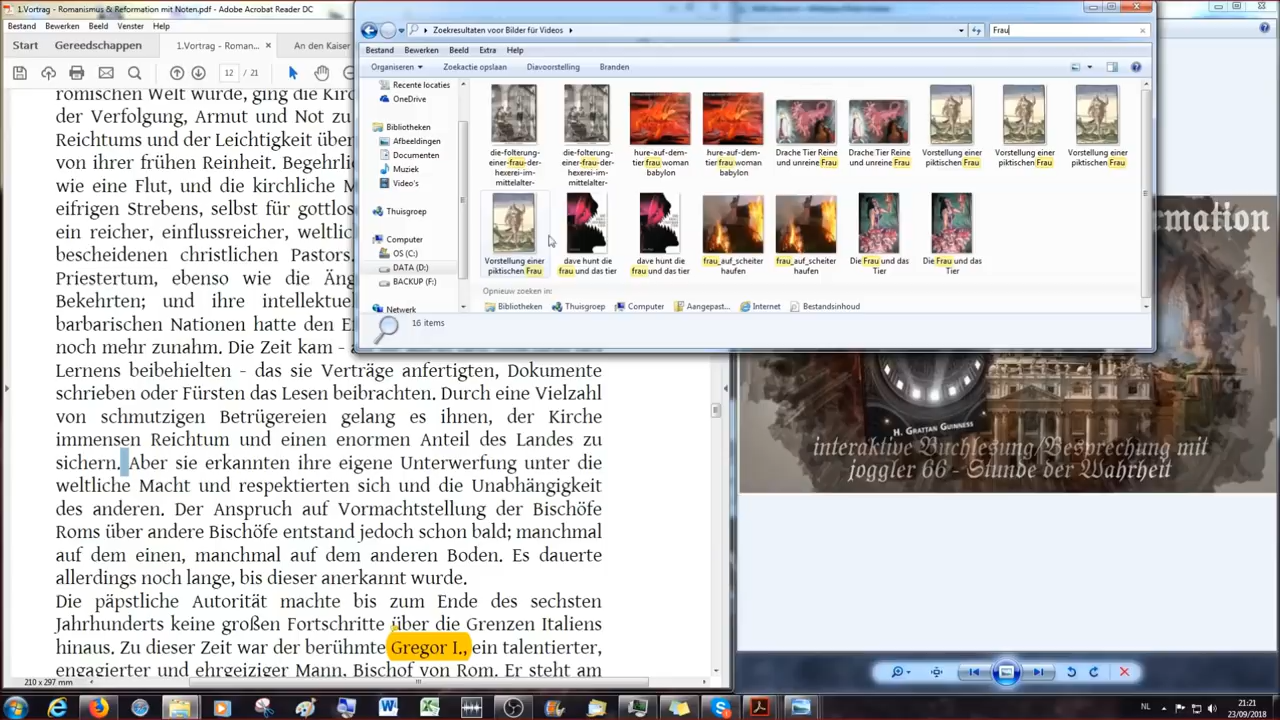 1.Vortrag - Romanismus & Reformation mit Noten.pdf - Adobe Acrobat Reader DC
Bestand Bewerken Beeld Venster Help
Start Gereedschappen 1.Vortrag - Roman... × An den Kaiser
12 / 21
römischen Welt wurde, ging die Kirc
der Verfolgung, Armut und Not zu
Reichtums und der Leichtigkeit über
von ihrer frühen Reinheit. Begehrlic
wie eine Flut, und die kirchliche M
eifrigen Strebens, selbst für gottlos
ein reicher, einflussreicher, weltlich
bescheidenen christlichen Pastors.
Priestertum, ebenso wie die Äng
Bekehrten; und ihre intellektue
barbarischen Nationen hatte den E
noch mehr zunahm. Die Zeit kam - a
Lernens beibehielten - das sie Verträge anfertigten, Dokumente
schrieben oder Fürsten das Lesen beibrachten. Durch eine Vielzahl
von schmutzigen Betrügereien gelang es ihnen, der Kirche
immensen Reichtum und einen enormen Anteil des Landes zu
sichern. Aber sie erkannten ihre eigene Unterwerfung unter die
weltliche Macht und respektierten sich und die Unabhängigkeit
des anderen. Der Anspruch auf Vormachtstellung der Bischöfe
Roms über andere Bischöfe entstand jedoch schon bald; manchmal
auf dem einen, manchmal auf dem anderen Boden. Es dauerte
allerdings noch lange, bis dieser anerkannt wurde.
Die päpstliche Autorität machte bis zum Ende des sechsten
Jahrhunderts keine großen Fortschritte über die Grenzen Italiens
hinaus. Zu dieser Zeit war der berühmte Gregor I., ein talentierter,
engagierter und ehrgeiziger Mann, Bischof von Rom. Er steht am
210 x 297 mm
Zoekresultaten voor Bilder für Videos
Frau
Bestand Bewerken Beeld Extra Help
Organiseren Zoekactie opslaan Diavoorstelling Branden
Recente locaties
OneDrive
Bibliotheken
Afbeeldingen
Documenten
Muziek
Video's
Thuisgroep
Computer
OS (C:)
DATA (D:)
BACKUP (F:)
Netwerk
die-folterung-einer-frau-der-hexerei-im-mittelalter-
die-folterung-einer-frau-der-hexerei-im-mittelalter-
hure-auf-dem-tier frau woman babylon
hure-auf-dem-tier frau woman babylon
Drache Tier Reine und unreine Frau
Drache Tier Reine und unreine Frau
Vorstellung einer piktischen Frau
Vorstellung einer piktischen Frau
Vorstellung einer piktischen Frau
Vorstellung einer piktischen Frau
dave hunt die frau und das tier
dave hunt die frau und das tier
frau_auf_scheiterhaufen
frau_auf_scheiterhaufen
Die Frau und das Tier
Die Frau und das Tier
Opnieuw zoeken in:
Bibliotheken Thuisgroep Computer Aangepast... Internet Bestandsinhoud
16 items
rmation
H. GRATTAN GUINNESS
interaktive Buchlesung/Besprechung mit
joggler 66 - Stunde der Wahrheit
NL
21:21
23/09/2018